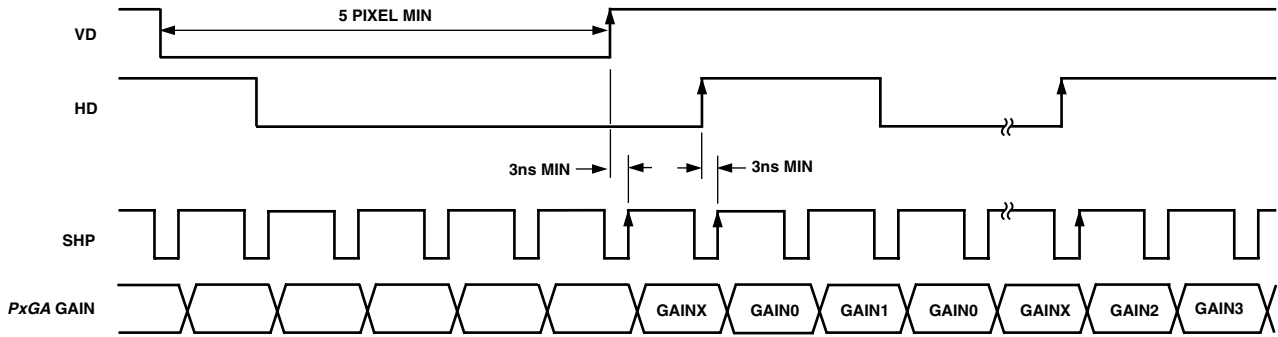 5 PIXEL MIN
VD
HD
3ns MIN
3ns MIN
SHP
PxGA GAIN
GAINX
GAIN0
GAIN1
GAIN0
GAINX
GAIN2
GAIN3